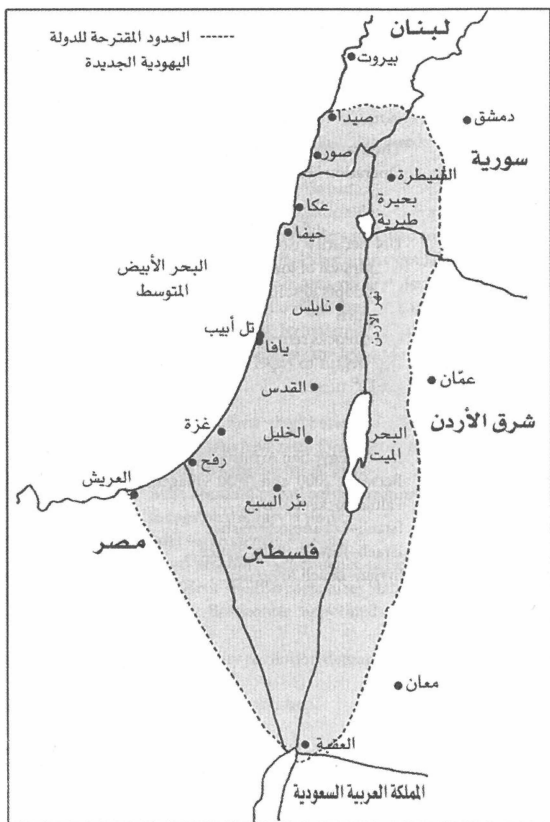 ------ الحدود المقترحة للدولة
اليهودية الجديدة
لبنان
بيروت
صيدا
دمشق
سورية
صور
القنيطرة
بحيرة
طبرية
عكا
حيفا
البحر الأبيض
المتوسط
نابلس
نهر الأردن
تل أبيب
يافا
عمّان
القدس
شرق الأردن
غزة
الخليل
البحر
الميت
رفح
العريش
بئر السبع
مصر
فلسطين
معان
العقبة
المملكة العربية السعودية